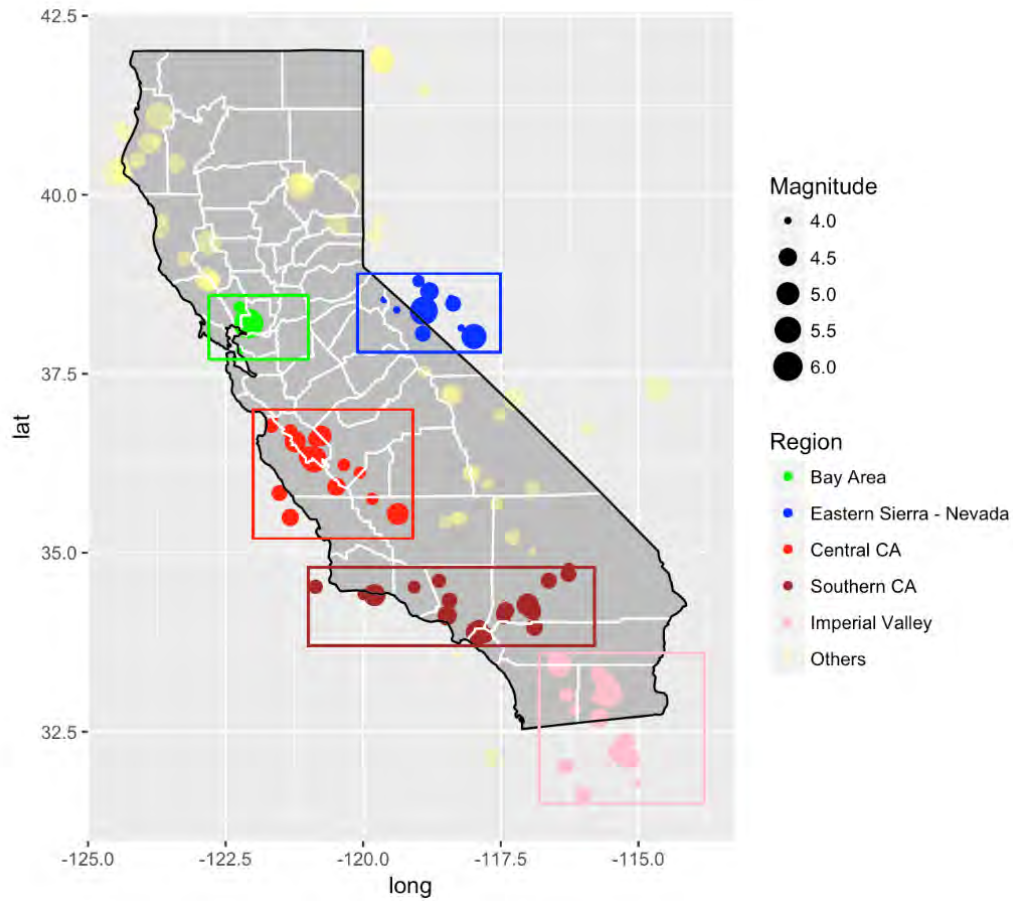 42.5
40.0
37.5
35.0
32.5
lat
-125.0
-122.5
-120.0
-117.5
-115.0
long
Magnitude
4.0
4.5
5.0
5.5
6.0
Region
Bay Area
Eastern Sierra - Nevada
Central CA
Southern CA
Imperial Valley
Others